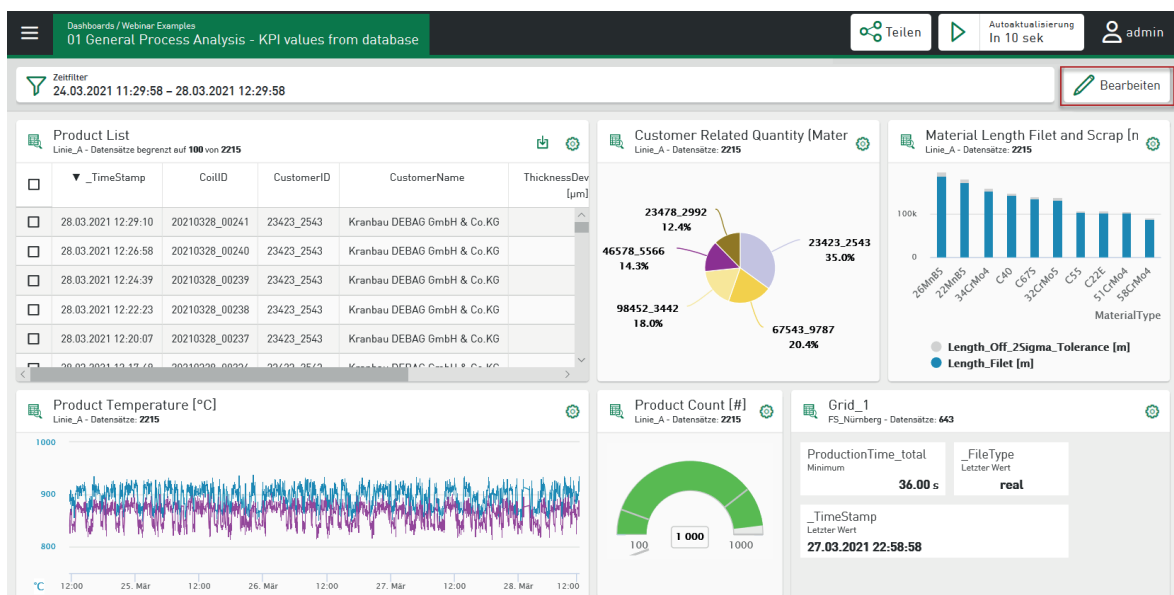 Dashboards / Webinar Examples
01 General Process Analysis - KPI values from database
Teilen
Autoaktualisierung
In 10 sek
admin
Zeitfilter
24.03.2021 11:29:58 – 28.03.2021 12:29:58
Bearbeiten
Product List
Linie_A - Datensätze begrenzt auf 100 von 2215
▼ _TimeStamp CoilID CustomerID CustomerName ThicknessDev
[µm]
28.03.2021 12:29:10 20210328_00241 23423_2543 Kranbau DEBAG GmbH & Co.KG
28.03.2021 12:26:58 20210328_00240 23423_2543 Kranbau DEBAG GmbH & Co.KG
28.03.2021 12:24:39 20210328_00239 23423_2543 Kranbau DEBAG GmbH & Co.KG
28.03.2021 12:22:23 20210328_00238 23423_2543 Kranbau DEBAG GmbH & Co.KG
28.03.2021 12:20:07 20210328_00237 23423_2543 Kranbau DEBAG GmbH & Co.KG
Customer Related Quantity (Mater
Linie_A - Datensätze: 2215
23478_2992
12.4%
46578_5566
14.3%
23423_2543
35.0%
98452_3442
18.0%
67543_9787
20.4%
Material Length Filet and Scrap [n
Linie_A - Datensätze: 2215
100k
0
26MnB5 22MnB5 34CrMo4 C40 C67S 32CrMo5 C55 C22E 51CrMo4 58CrMo4
MaterialType
Length_Off_2Sigma_Tolerance [m]
Length_Filet [m]
Product Temperature [°C]
Linie_A - Datensätze: 2215
1000
900
800
°C 12:00 25. Mär 12:00 26. Mär 12:00 27. Mär 12:00 28. Mär 12:00
Product Count [#]
Linie_A - Datensätze: 2215
100 1 000 1000
Grid_1
FS_Nürnberg - Datensätze: 643
ProductionTime_total
Minimum
36.00 s
_FileType
Letzter Wert
real
_TimeStamp
Letzter Wert
27.03.2021 22:58:58